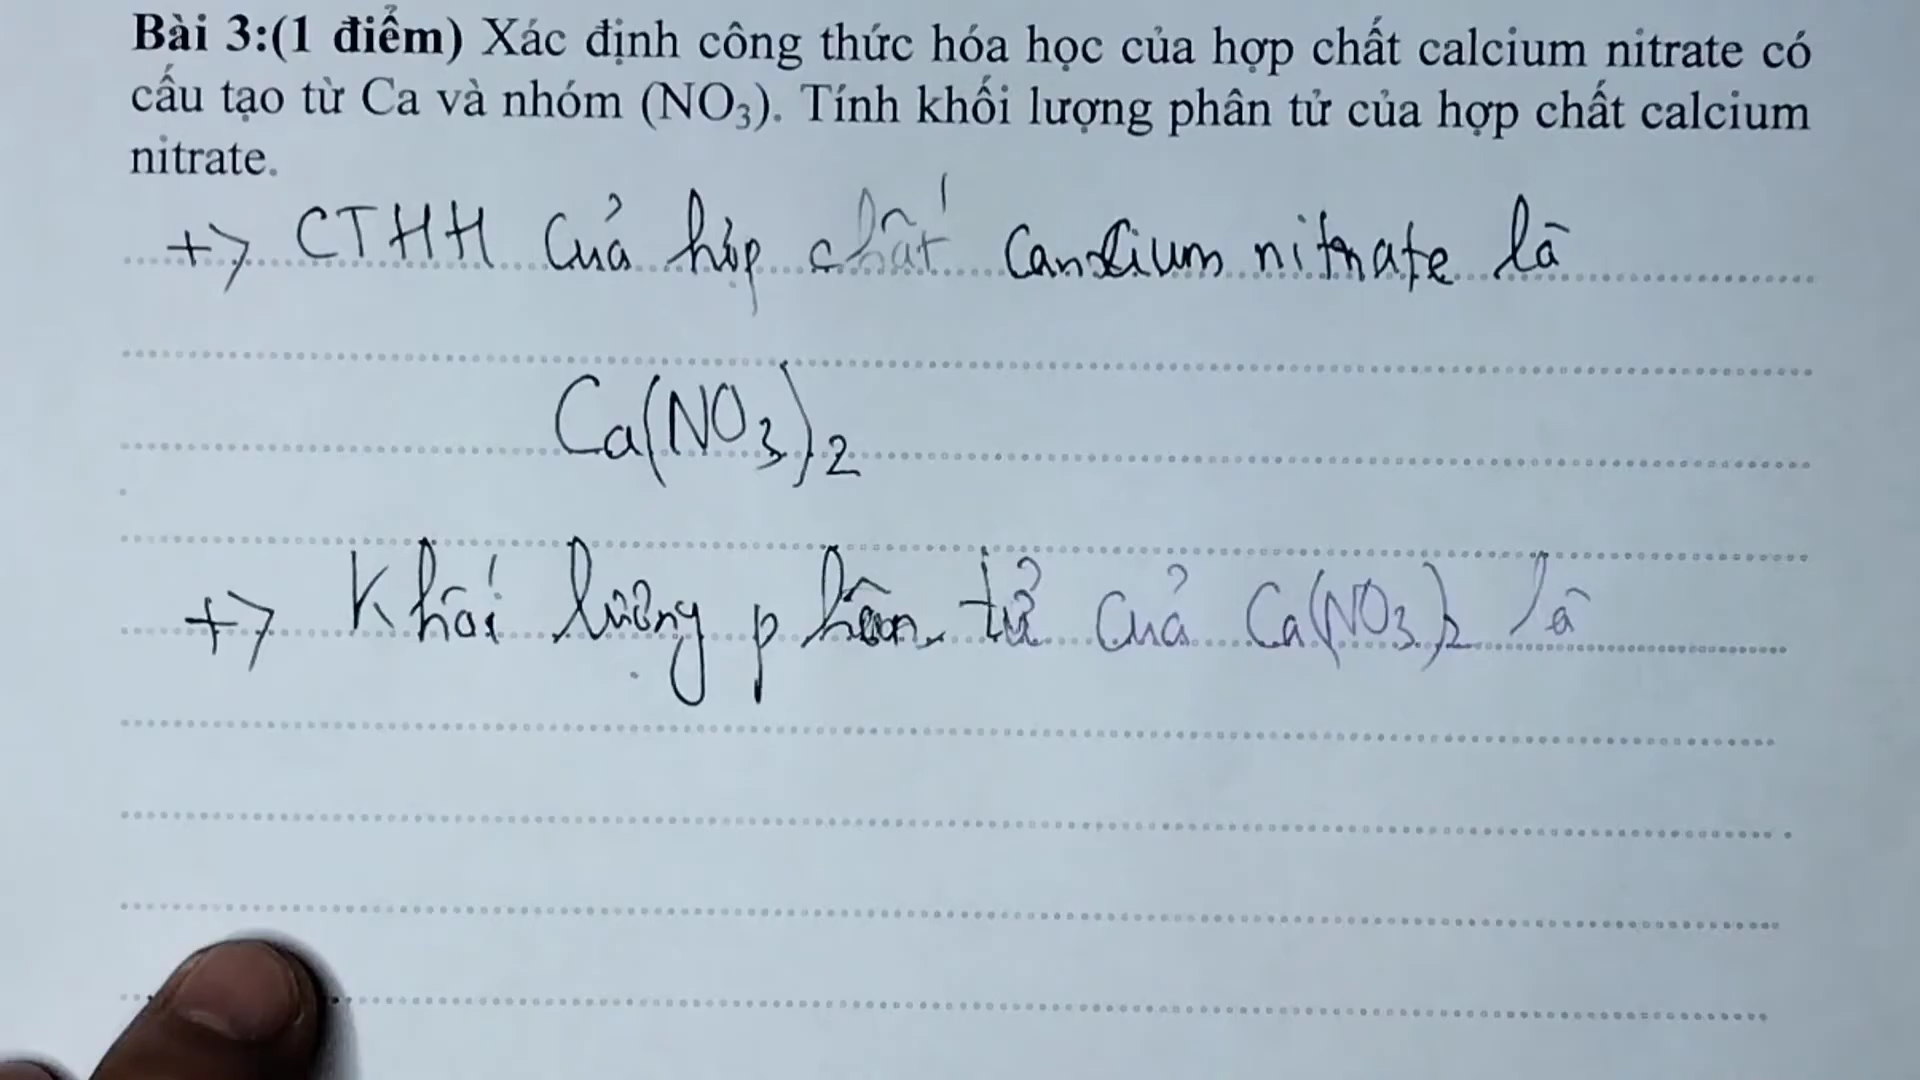 Bài 3:(1 điểm) Xác định công thức hóa học của hợp chất calcium nitrate có
cấu tạo từ Ca và nhóm (NO₃). Tính khối lượng phân tử của hợp chất calcium
nitrate.
+> CTHH của hợp chất Canxium nitrate là
Ca(NO₃)₂
+> Khối lượng phân tử của Ca(NO₃)₂ là